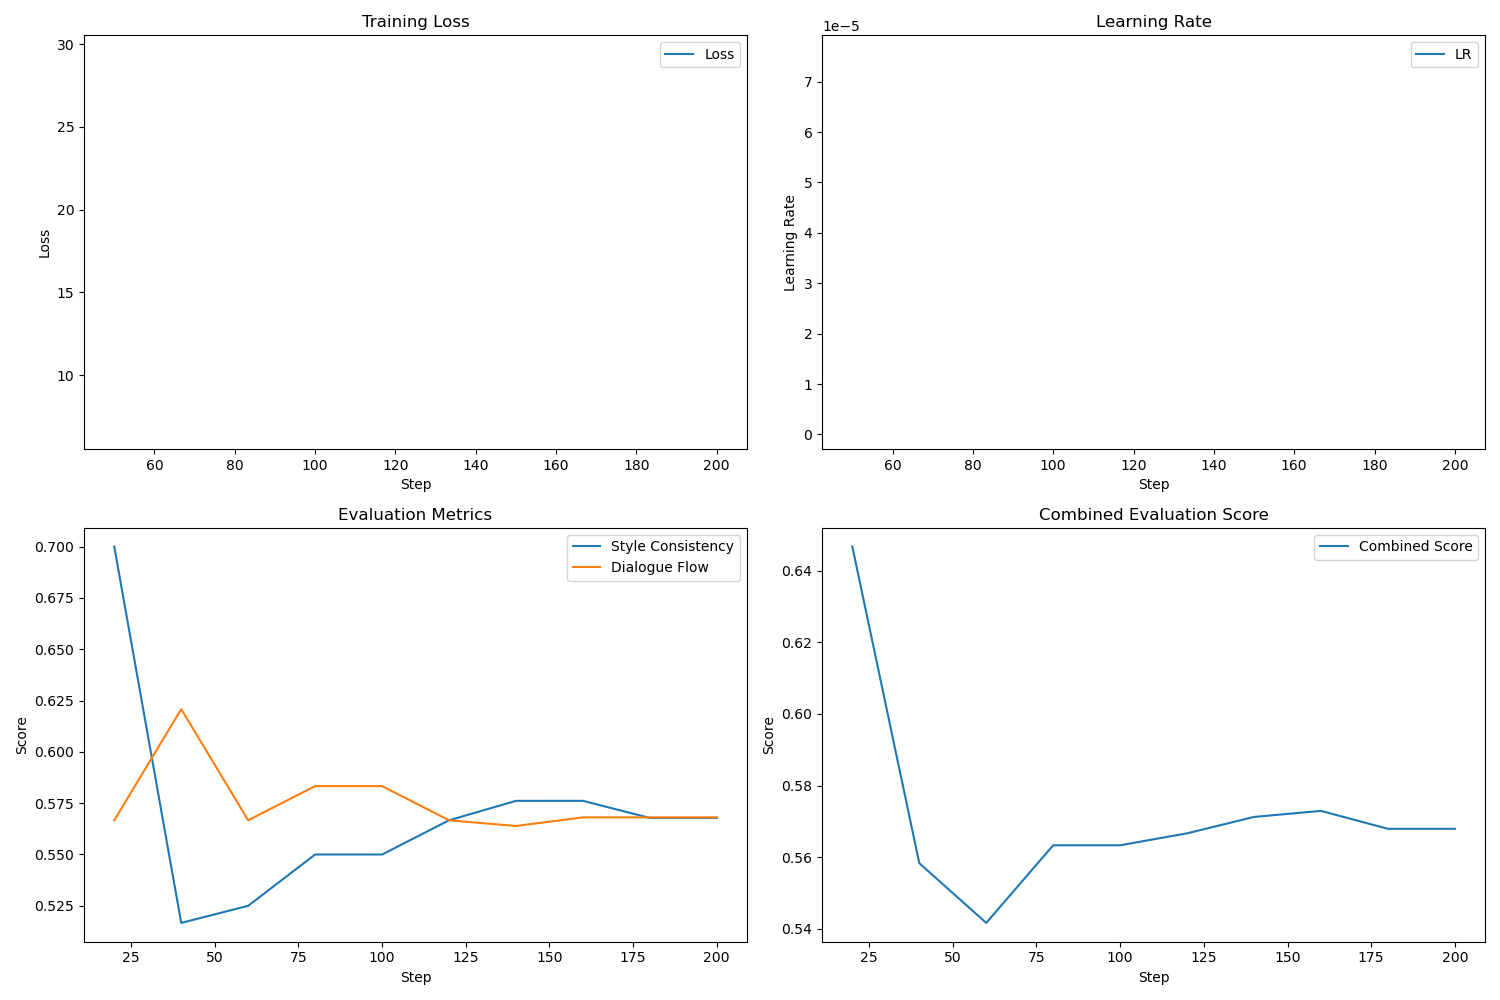 Training Loss
Loss
30
25
20
15
10
Loss
60 80 100 120 140 160 180 200
Step
Learning Rate
1e−5
LR
7
6
5
4
3
2
1
0
Learning Rate
60 80 100 120 140 160 180 200
Step
Evaluation Metrics
Style Consistency
Dialogue Flow
0.700
0.675
0.650
0.625
0.600
0.575
0.550
0.525
Score
25 50 75 100 125 150 175 200
Step
Combined Evaluation Score
Combined Score
0.64
0.62
0.60
0.58
0.56
0.54
Score
25 50 75 100 125 150 175 200
Step